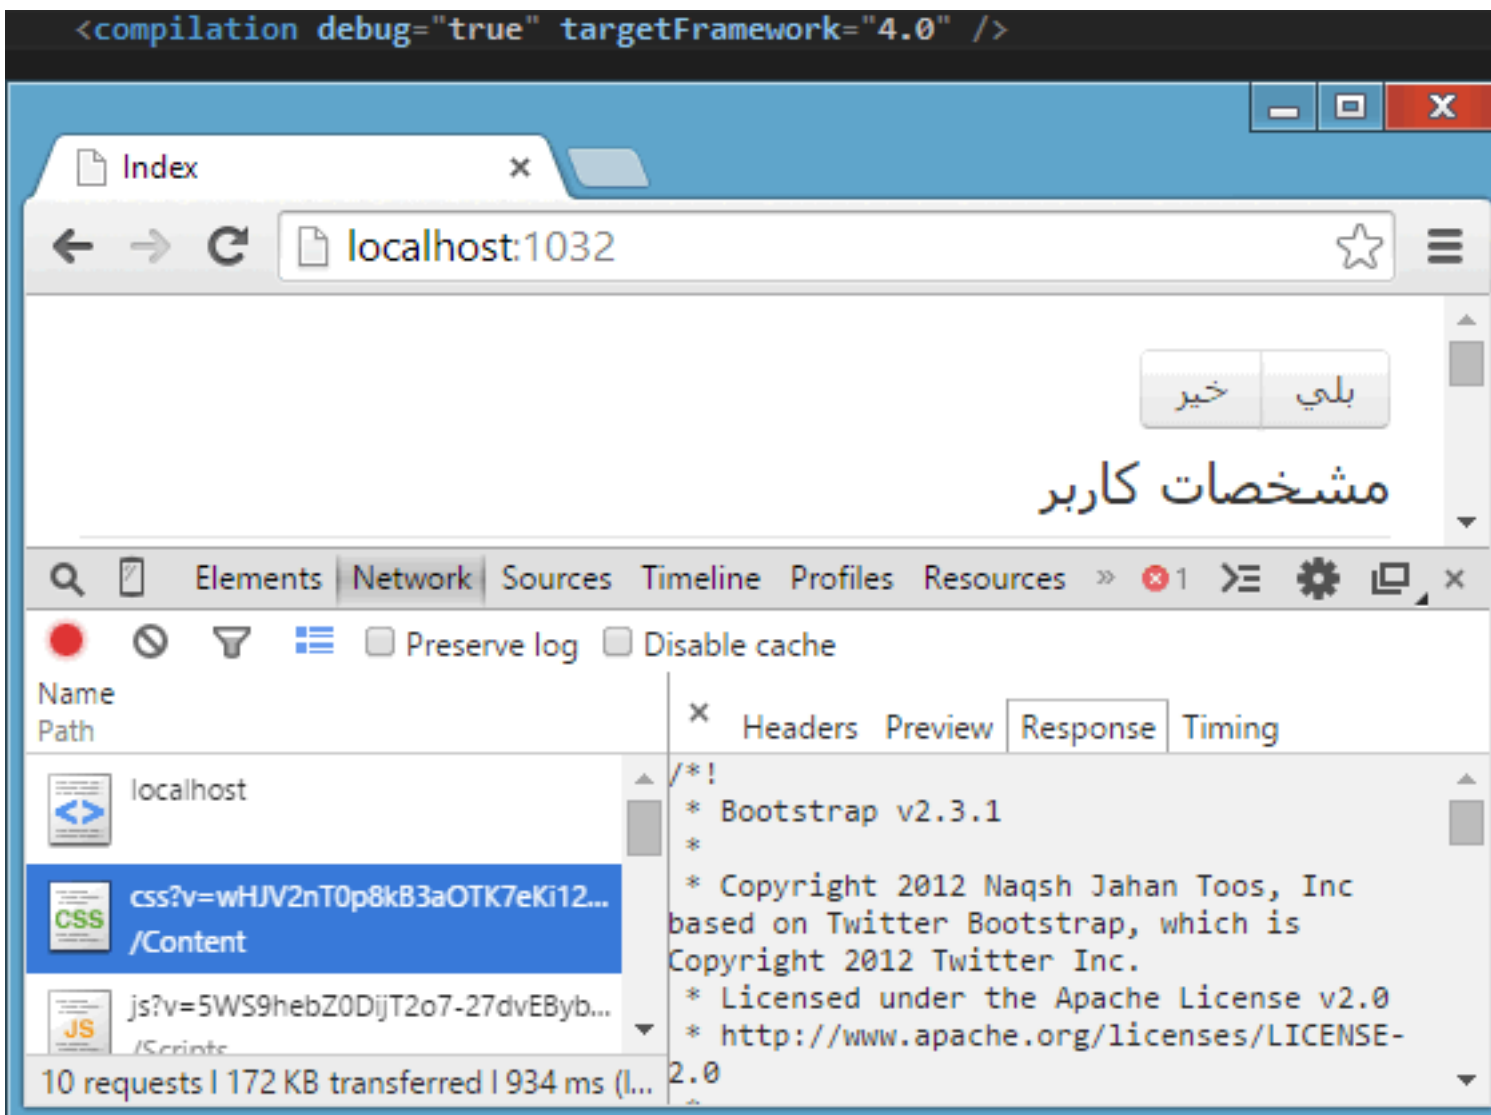 <compilation debug="true" targetFramework="4.0" />
Index
localhost:1032
بلي خير
مشخصات کاربر
Elements Network Sources Timeline Profiles Resources » 1
Preserve log Disable cache
Name
Path
Headers Preview Response Timing
localhost
css?v=wHJV2nT0p8kB3aOTK7eKi12...
/Content
js?v=5WS9hebZ0DijT2o7-27dvEByb...
/Scripts
10 requests | 172 KB transferred | 934 ms (l...
/*!
* Bootstrap v2.3.1
*
* Copyright 2012 Naqsh Jahan Toos, Inc
based on Twitter Bootstrap, which is
Copyright 2012 Twitter Inc.
* Licensed under the Apache License v2.0
* http://www.apache.org/licenses/LICENSE-
2.0
*